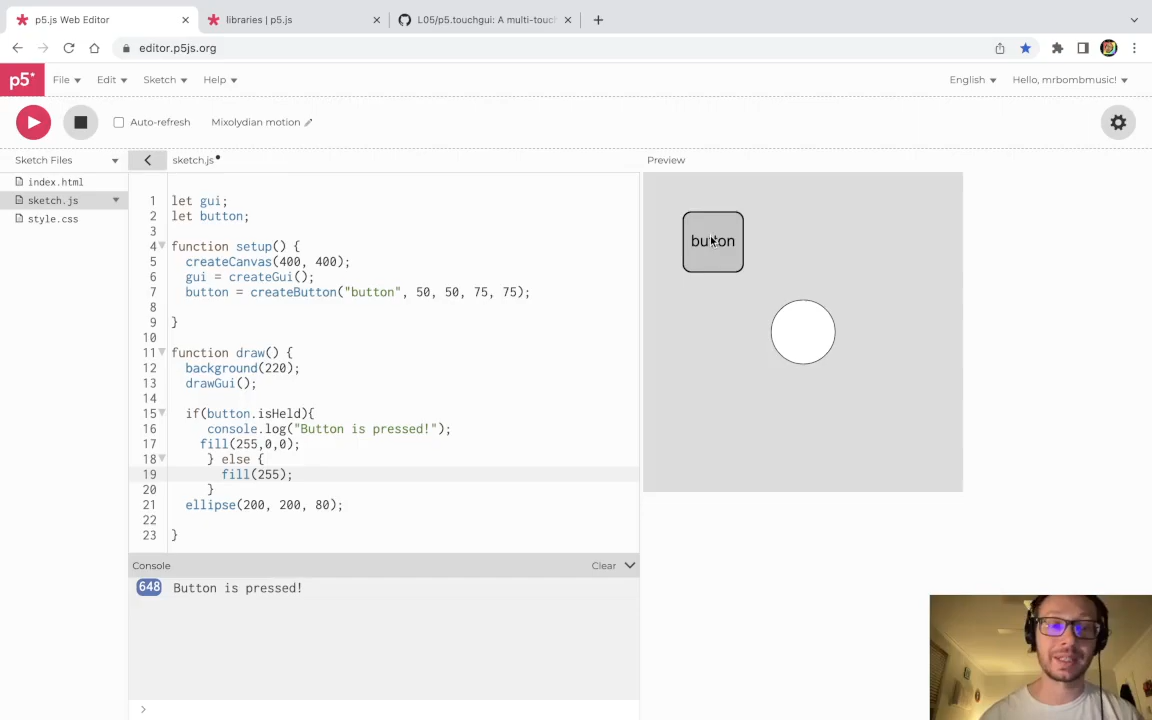 p5.js Web Editor
libraries | p5.js
L05/p5.touchgui: A multi-touch
editor.p5js.org
p5* File Edit Sketch Help English Hello, mrbombmusic!
Auto-refresh Mixolydian motion
Sketch Files
sketch.js
Preview
index.html
sketch.js
style.css
1 let gui;
2 let button;
3
4 function setup() {
5 createCanvas(400, 400);
6 gui = createGui();
7 button = createButton("button", 50, 50, 75, 75);
8
9 }
10
11 function draw() {
12 background(220);
13 drawGui();
14
15 if(button.isHeld){
16 console.log("Button is pressed!");
17 fill(255,0,0);
18 } else {
19 fill(255);
20 }
21 ellipse(200, 200, 80);
22
23 }
button
Console
Clear
648 Button is pressed!
>